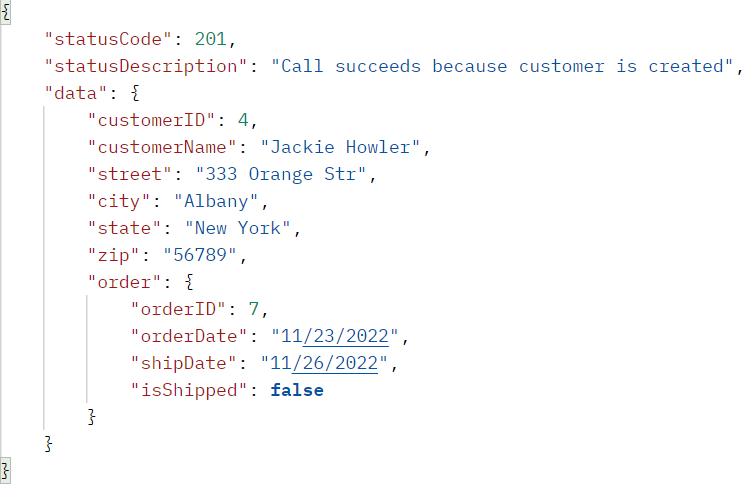 {
    "statusCode": 201,
    "statusDescription": "Call succeeds because customer is created",
    "data": {
        "customerID": 4,
        "customerName": "Jackie Howler",
        "street": "333 Orange Str",
        "city": "Albany",
        "state": "New York",
        "zip": "56789",
        "order": {
            "orderID": 7,
            "orderDate": "11/23/2022",
            "shipDate": "11/26/2022",
            "isShipped": false
        }
    }
}